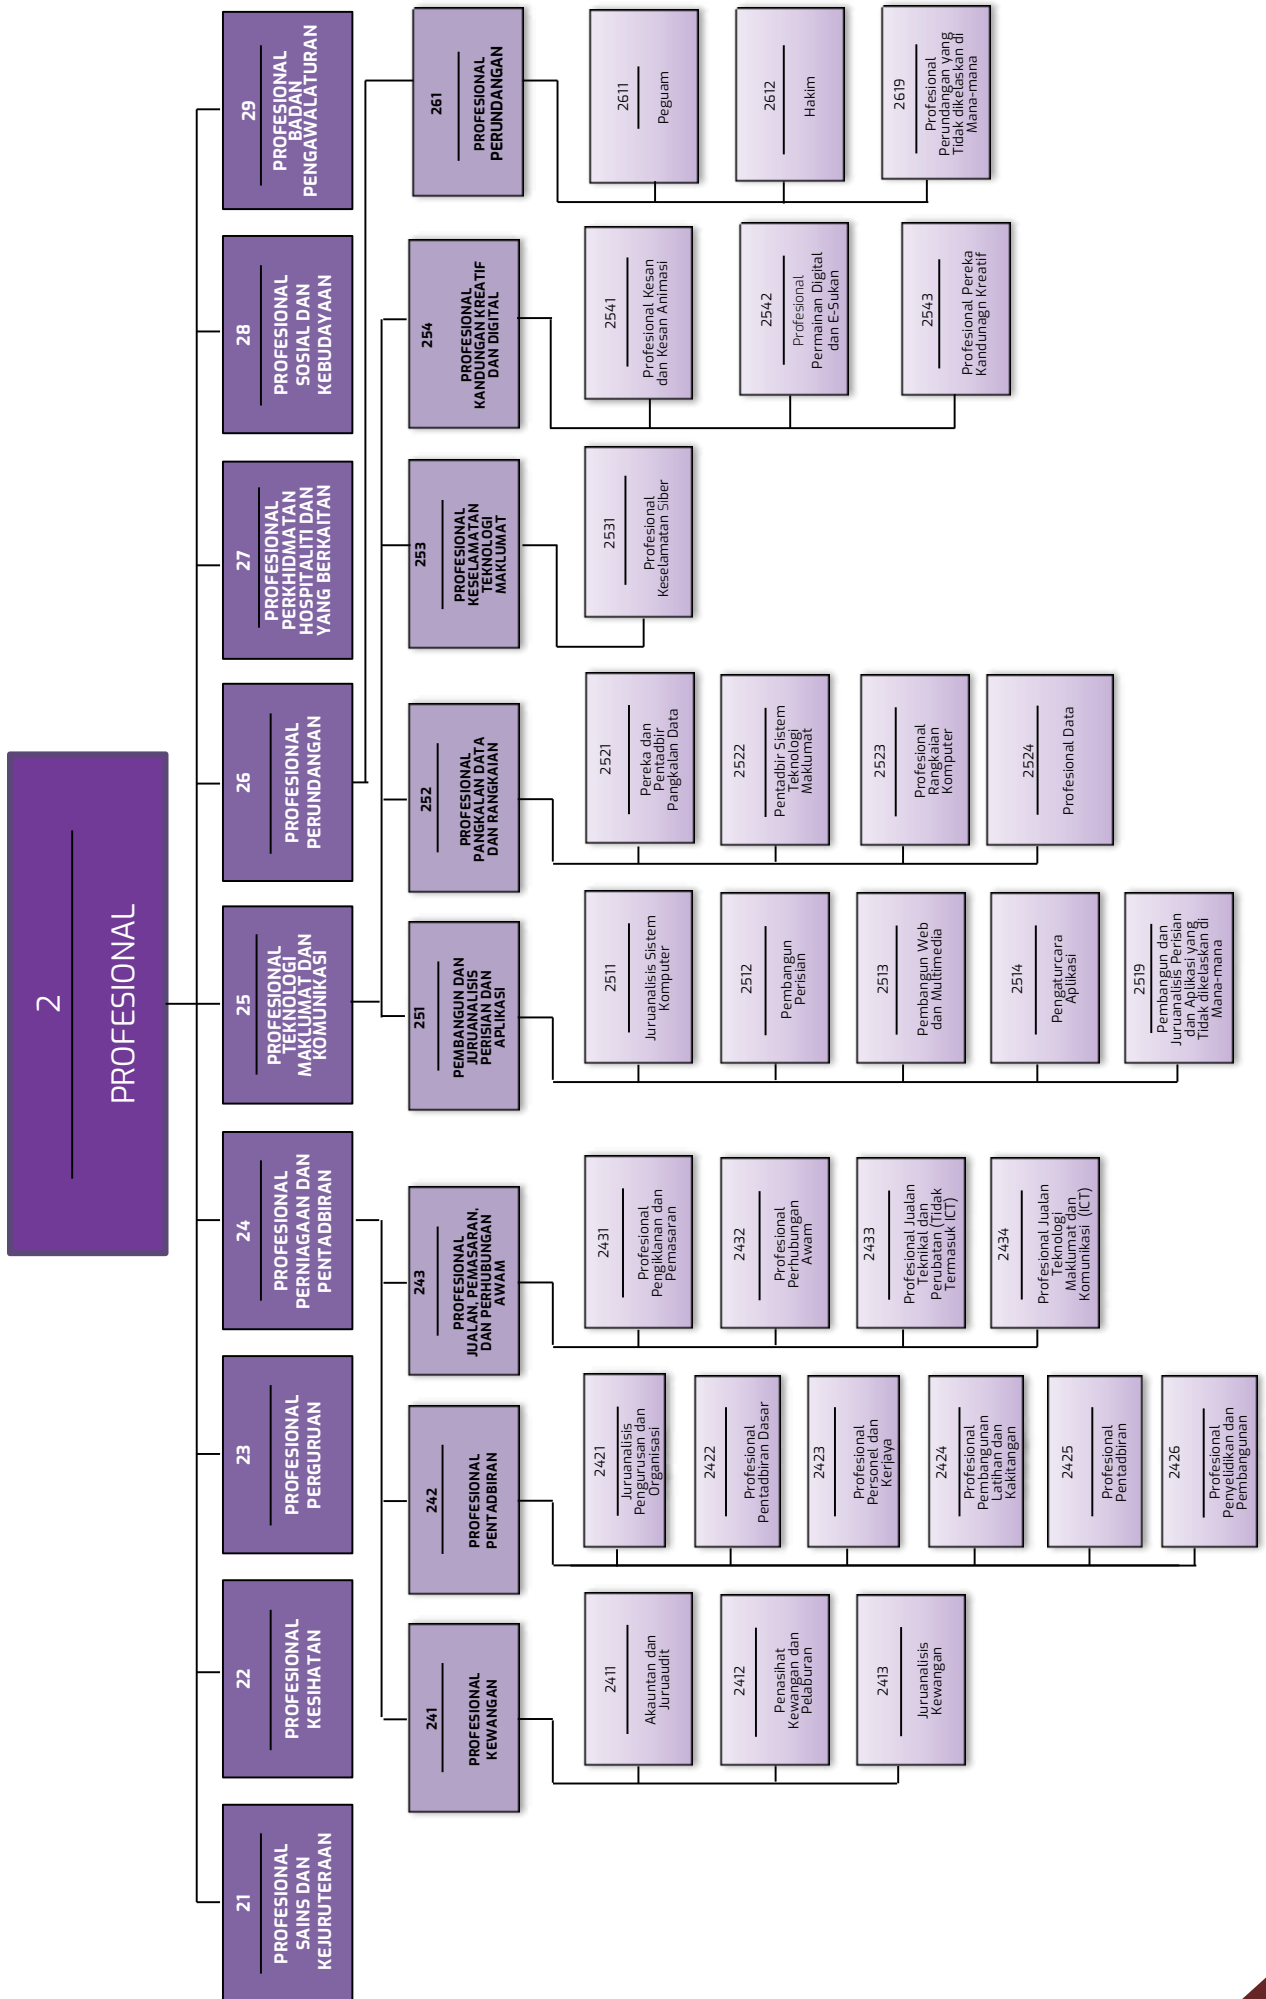 2
PROFESIONAL
21
PROFESIONAL
SAINS DAN
KEJURUTERAAN
22
PROFESIONAL
KESIHATAN
23
PROFESIONAL
PERGURUAN
24
PROFESIONAL
PERNIAGAAN DAN
PENTADBIRAN
25
PROFESIONAL
TEKNOLOGI
MAKLUMAT DAN
KOMUNIKASI
26
PROFESIONAL
PERUNDANGAN
27
PROFESIONAL
PERKHIDMATAN
HOSPITALITI DAN
YANG BERKAITAN
28
PROFESIONAL
SOSIAL DAN
KEBUDAYAAN
29
PROFESIONAL
BADAN
PENGAWALATURAN
241
PROFESIONAL
KEWANGAN
242
PROFESIONAL
PENTADBIRAN
243
PROFESIONAL
JUALAN, PEMASARAN,
DAN PERHUBUNGAN
AWAM
251
PEMBANGUN DAN
JURUANALISIS
PERISIAN DAN
APLIKASI
252
PROFESIONAL
PANGKALAN DATA
DAN RANGKAIAN
253
PROFESIONAL
KESELAMATAN
TEKNOLOGI
MAKLUMAT
254
PROFESIONAL
KANDUNGAN KREATIF
DAN DIGITAL
261
PROFESIONAL
PERUNDANGAN
2411
Akauntan dan
Juruaudit
2412
Penasihat
Kewangan dan
Pelaburan
2413
Juruanalisis
Kewangan
2421
Juruanalisis
Pengurusan dan
Organisasi
2422
Profesional
Pentadbiran Dasar
2423
Profesional
Personel dan
Kerjaya
2424
Profesional
Pembangunan
Latihan dan
Kakitangan
2425
Profesional
Pentadbiran
2426
Profesional
Penyelidikan dan
Pembangunan
2431
Profesional
Pengiklanan dan
Pemasaran
2432
Profesional
Perhubungan
Awam
2433
Profesional Jualan
Teknikal dan
Perubatan (Tidak
Termasuk ICT)
2434
Profesional Jualan
Teknologi
Maklumat dan
Komunikasi (ICT)
2511
Juruanalisis Sistem
Komputer
2512
Pembangun
Perisian
2513
Pembangun Web
dan Multimedia
2514
Pengaturcara
Aplikasi
2519
Pembangun dan
Juruanalisis Perisian
dan Aplikasi yang
Tidak dikelaskan di
Mana-mana
2521
Pereka dan
Pentadbir
Pangkalan Data
2522
Pentadbir Sistem
Teknologi
Maklumat
2523
Profesional
Rangkaian
Komputer
2524
Profesional Data
2531
Profesional
Keselamatan Siber
2541
Profesional Kesan
dan Kesan Animasi
2542
Profesional
Permainan Digital
dan E-Sukan
2543
Profesional Pereka
Kandunagn Kreatif
2611
Peguam
2612
Hakim
2619
Profesional
Perundangan yang
Tidak dikelaskan di
Mana-mana